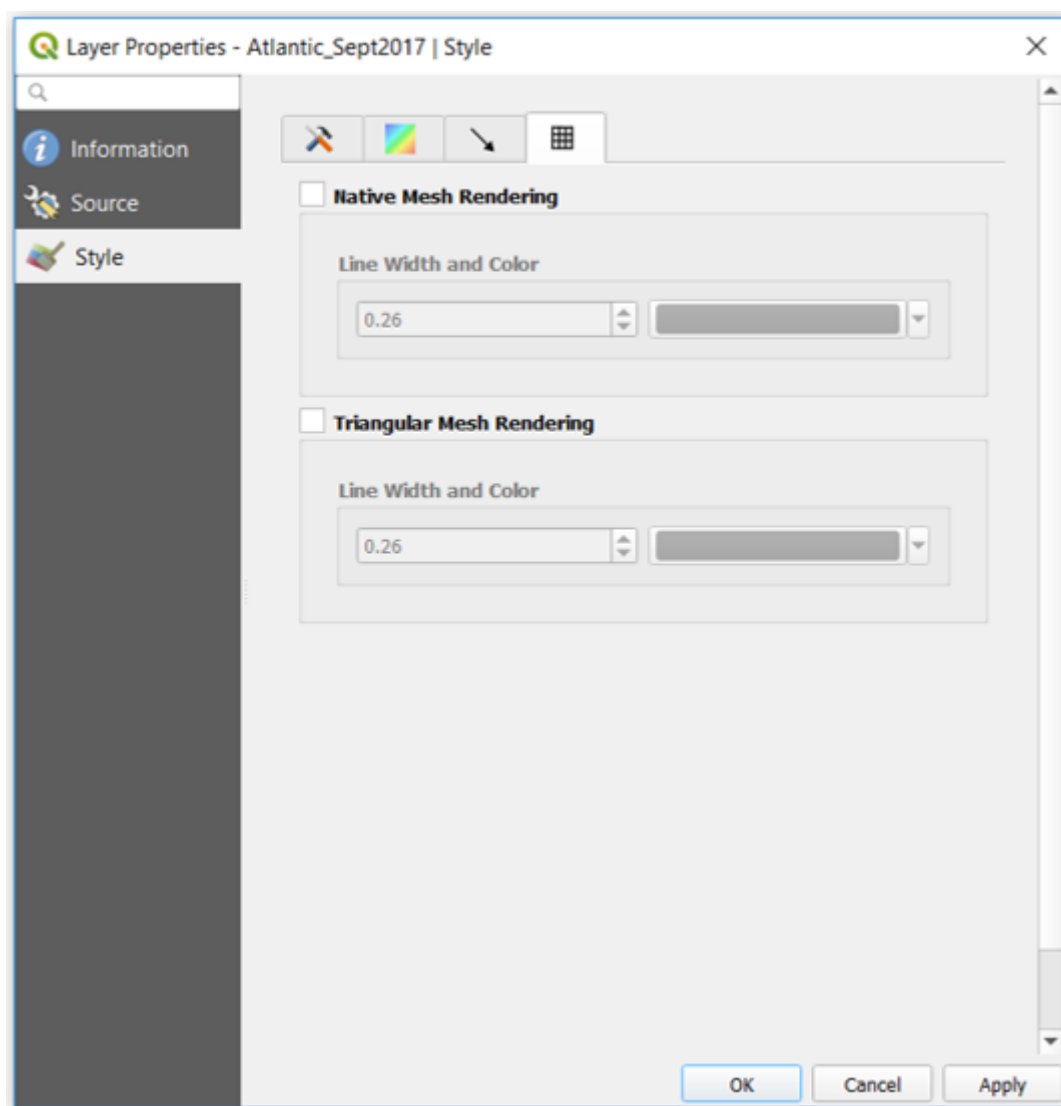 Layer Properties - Atlantic_Sept2017 | Style
Information
Source
Style
Native Mesh Rendering
Line Width and Color
0.26
Triangular Mesh Rendering
Line Width and Color
0.26
OK Cancel Apply